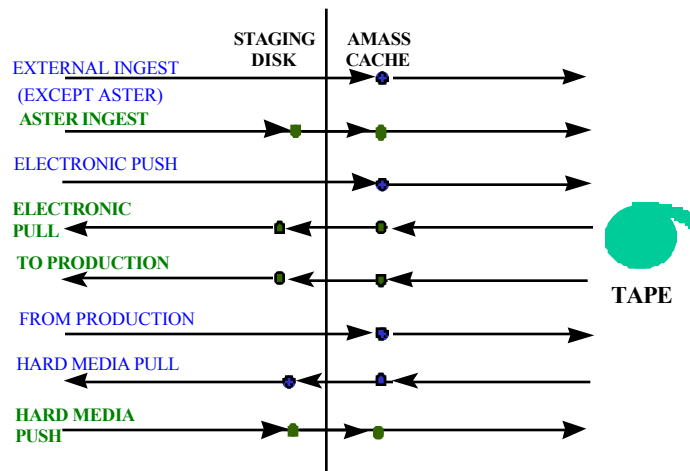 STAGING
DISK
AMASS
CACHE
EXTERNAL INGEST
(EXCEPT ASTER)
ASTER INGEST
ELECTRONIC PUSH
ELECTRONIC
PULL
TO PRODUCTION
TAPE
FROM PRODUCTION
HARD MEDIA PULL
HARD MEDIA
PUSH